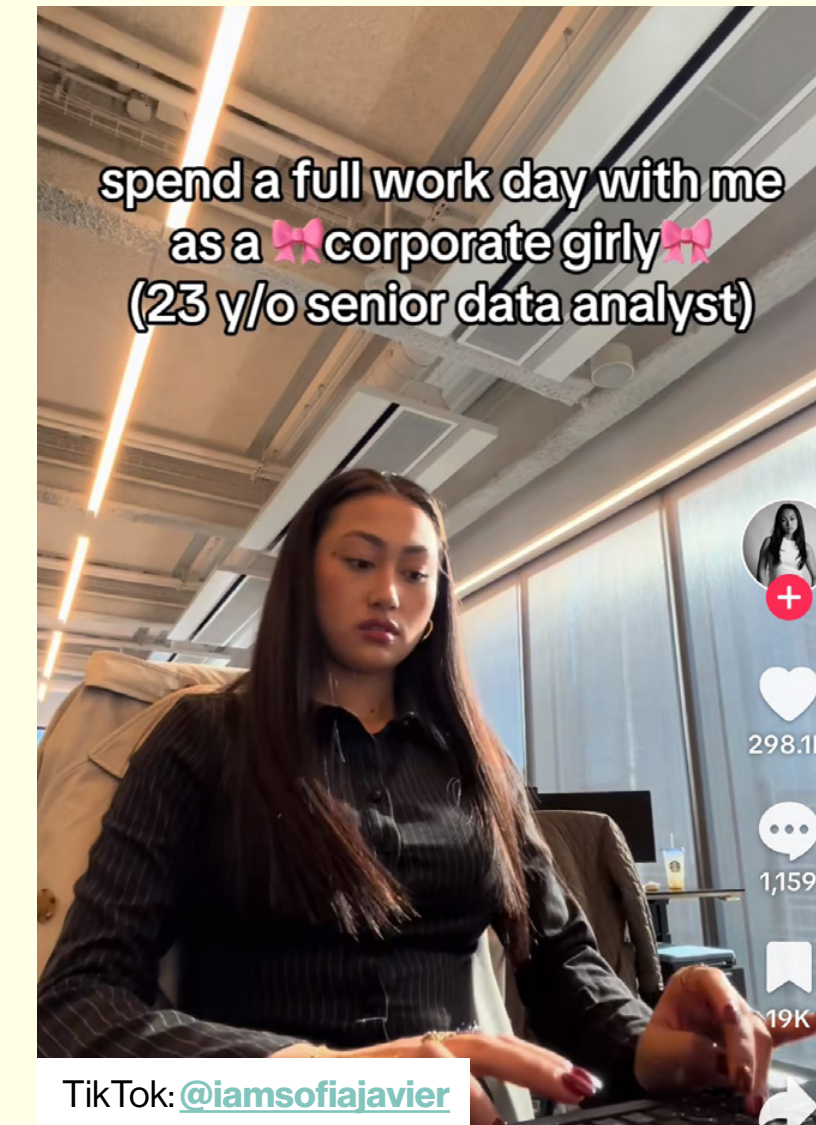 spend a full work day with me
as a 🎀corporate girly🎀
(23 y/o senior data analyst)
298.1
1,159
19K
TikTok: @iamsofiajavier